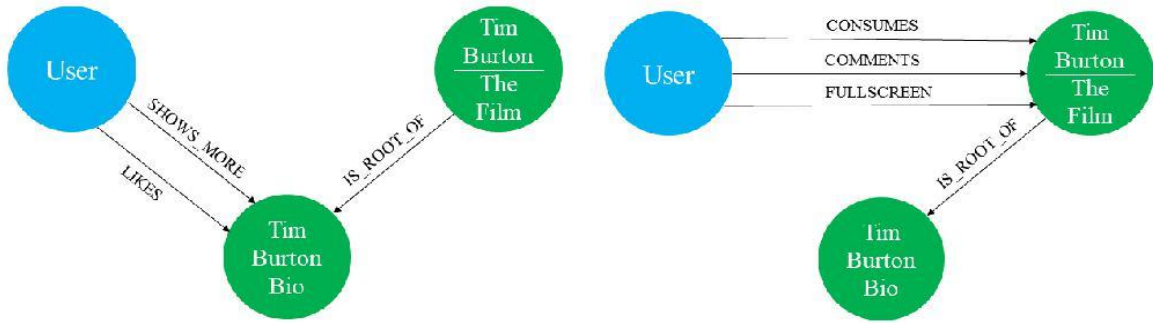 User
Tim
Burton
The
Film
SHOWS_MORE
LIKES
IS_ROOT_OF
Tim
Burton
Bio
User
CONSUMES
COMMENTS
FULLSCREEN
Tim
Burton
The
Film
IS_ROOT_OF
Tim
Burton
Bio